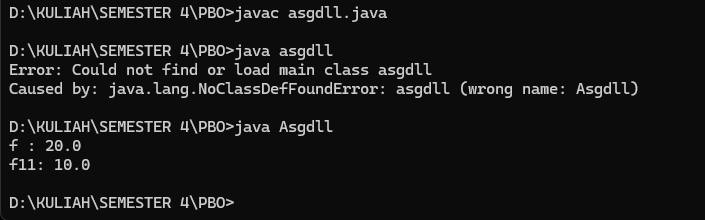 D:\KULIAH\SEMESTER 4\PBO>javac asgdll.java
D:\KULIAH\SEMESTER 4\PBO>java asgdll
Error: Could not find or load main class asgdll
Caused by: java.lang.NoClassDefFoundError: asgdll (wrong name: Asgdll)
D:\KULIAH\SEMESTER 4\PBO>java Asgdll
f : 20.0
f11: 10.0
D:\KULIAH\SEMESTER 4\PBO>